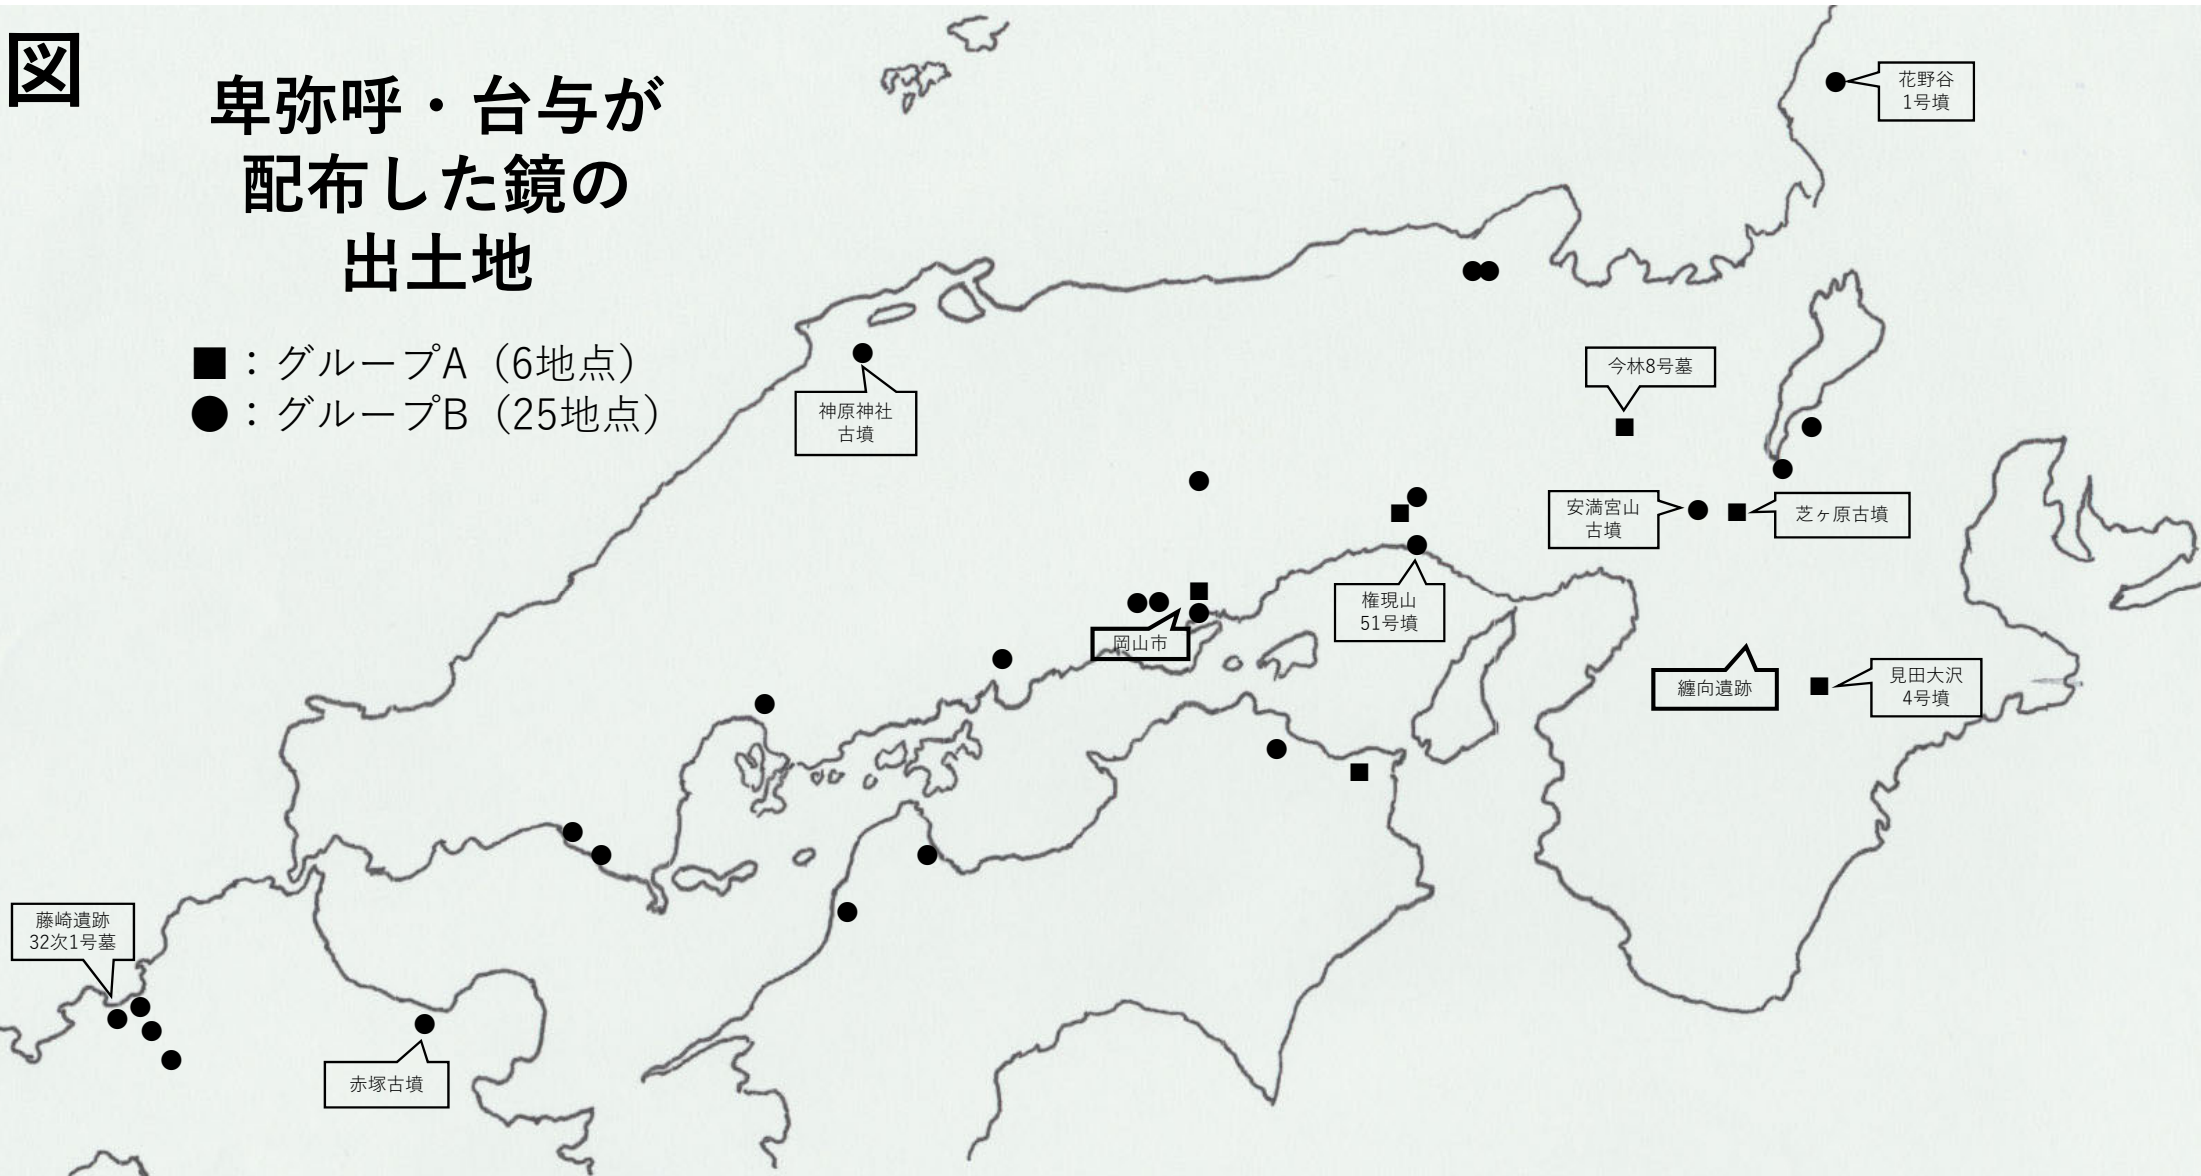 図
卑弥呼・台与が
配布した鏡の
出土地
■：グループA（6地点）
●：グループB（25地点）
花野谷
1号墳
神原神社
古墳
今林8号墓
安満宮山
古墳
芝ヶ原古墳
権現山
51号墳
岡山市
纏向遺跡
見田大沢
4号墳
藤崎遺跡
32次1号墓
赤塚古墳